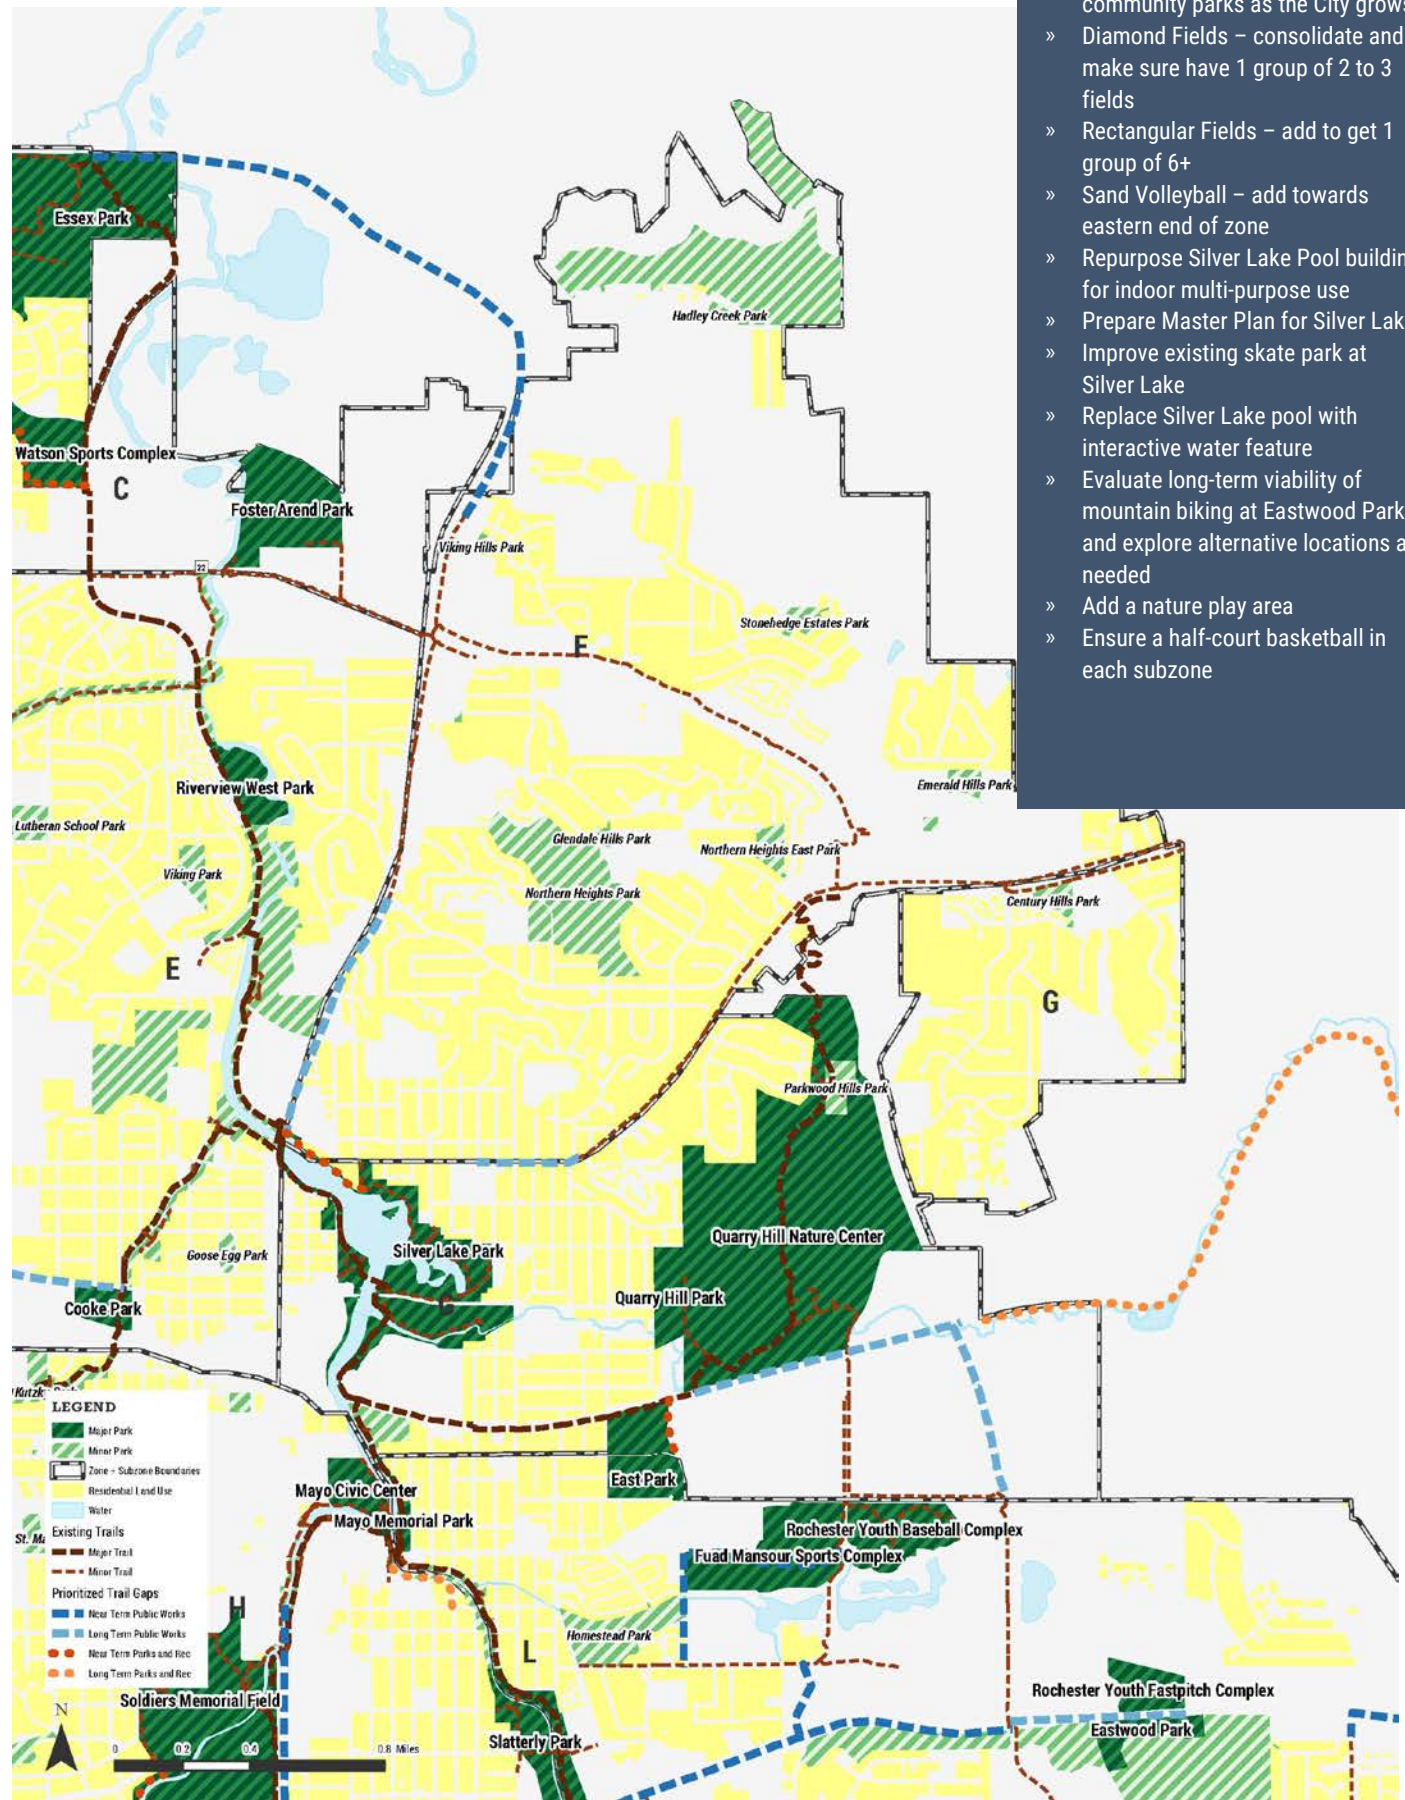 community parks as the City grows
» Diamond Fields – consolidate and
make sure have 1 group of 2 to 3
fields
» Rectangular Fields – add to get 1
group of 6+
» Sand Volleyball – add towards
eastern end of zone
» Repurpose Silver Lake Pool buildin
for indoor multi-purpose use
» Prepare Master Plan for Silver Lak
» Improve existing skate park at
Silver Lake
» Replace Silver Lake pool with
interactive water feature
» Evaluate long-term viability of
mountain biking at Eastwood Park
and explore alternative locations a
needed
» Add a nature play area
» Ensure a half-court basketball in
each subzone
Essex Park
Hadley Creek Park
Watson Sports Complex
C
Foster Arend Park
Viking Hills Park
22
Stonehedge Estates Park
F
Riverview West Park
Emerald Hills Park
Lutheran School Park
Glendale Hills Park
Northern Heights East Park
Viking Park
Northern Heights Park
Century Hills Park
E
G
Parkwood Hills Park
Quarry Hill Nature Center
Silver Lake Park
Goose Egg Park
Quarry Hill Park
G
Cooke Park
Kutzk
East Park
Mayo Civic Center
Mayo Memorial Park
Rochester Youth Baseball Complex
Fuad Mansour Sports Complex
St. Ma
H
Homestead Park
L
Soldiers Memorial Field
Rochester Youth Fastpitch Complex
Eastwood Park
Slatterly Park
LEGEND
Major Park
Minor Park
Zone + Subzone Boundaries
Residential Land Use
Water
Existing Trails
Major Trail
Minor Trail
Prioritized Trail Gaps
Near Term Public Works
Long Term Public Works
Near Term Parks and Rec
Long Term Parks and Rec
N
0 0.2 0.4 0.8 Miles